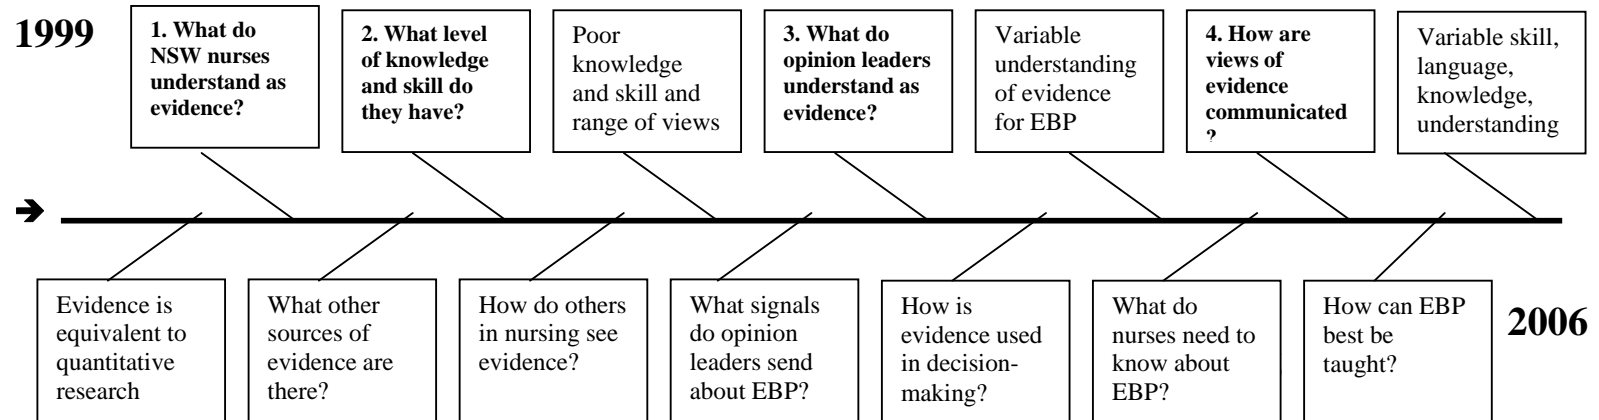 1999
1. What do
NSW nurses
understand as
evidence?
2. What level
of knowledge
and skill do
they have?
Poor
knowledge
and skill and
range of views
3. What do
opinion leaders
understand as
evidence?
Variable
understanding
of evidence
for EBP
4. How are
views of
evidence
communicated
?
Variable skill,
language,
knowledge,
understanding
Evidence is
equivalent to
quantitative
research
What other
sources of
evidence are
there?
How do others
in nursing see
evidence?
What signals
do opinion
leaders send
about EBP?
How is
evidence used
in decision-
making?
What do
nurses need to
know about
EBP?
How can EBP
best be
taught?
2006